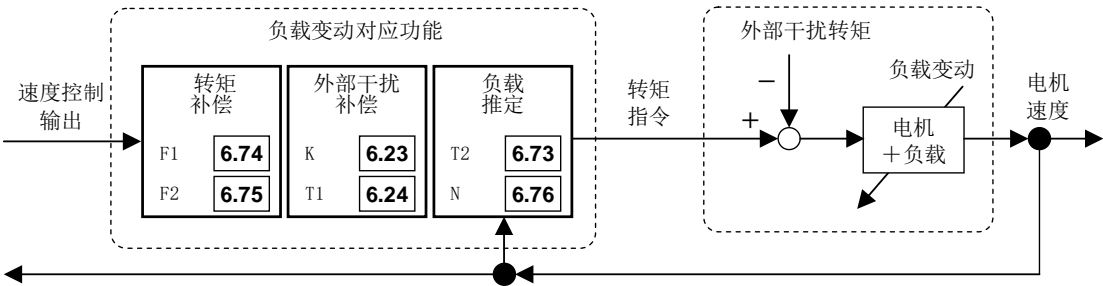 负载变动对应功能
速度控制
输出
转矩
补偿
F1 6.74
F2 6.75
外部干扰
补偿
K 6.23
T1 6.24
负载
推定
T2 6.73
N 6.76
转矩
指令
外部干扰转矩
−
+
负载变动
电机
+负载
电机
速度